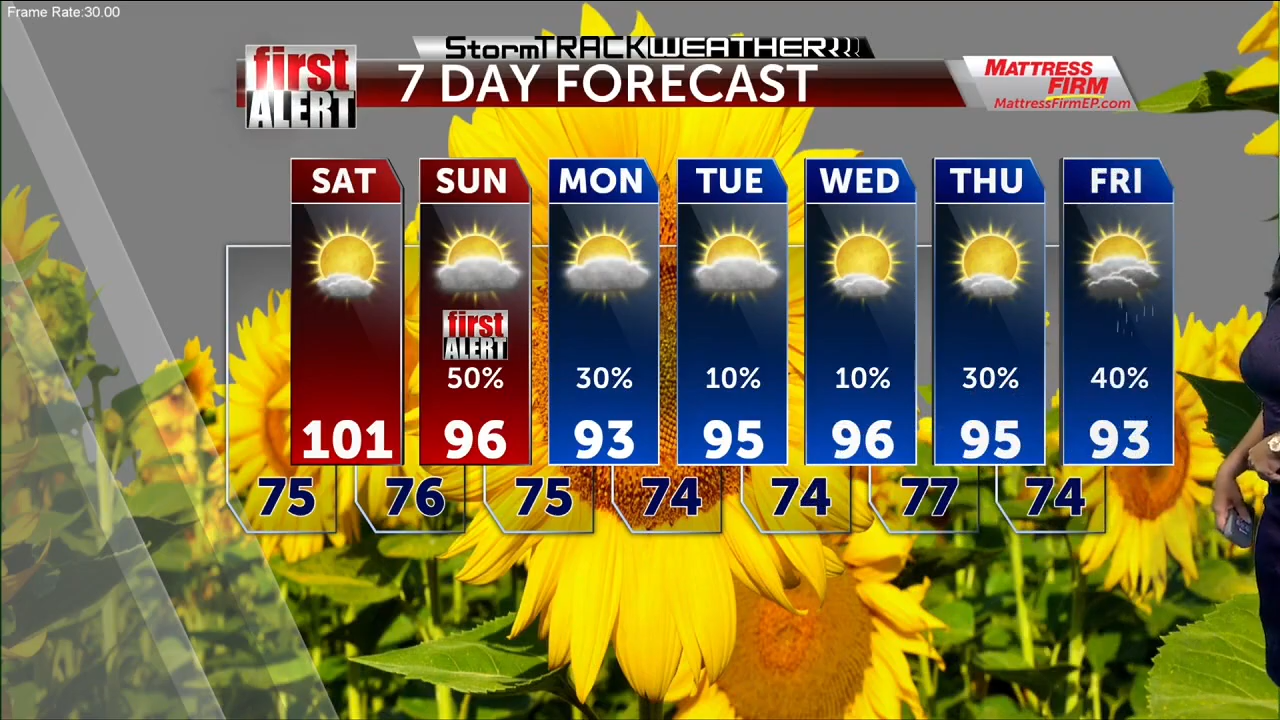 Frame Rate:30.00
StormTRACKWEATHER
first
ALERT
7 DAY FORECAST
MATTRESS
FIRM
MattressFirmEP.com
SAT SUN MON TUE WED THU FRI
first
ALERT
50% 30% 10% 10% 30% 40%
101 96 93 95 96 95 93
75 76 75 74 74 77 74